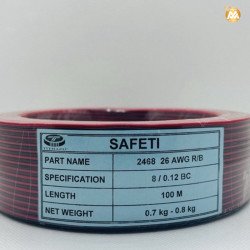 SAFETI
PART NAME 2468 26 AWG R/B
SPECIFICATION 8 / 0.12 BC
LENGTH 100 M
NET WEIGHT 0.7 kg - 0.8 kg